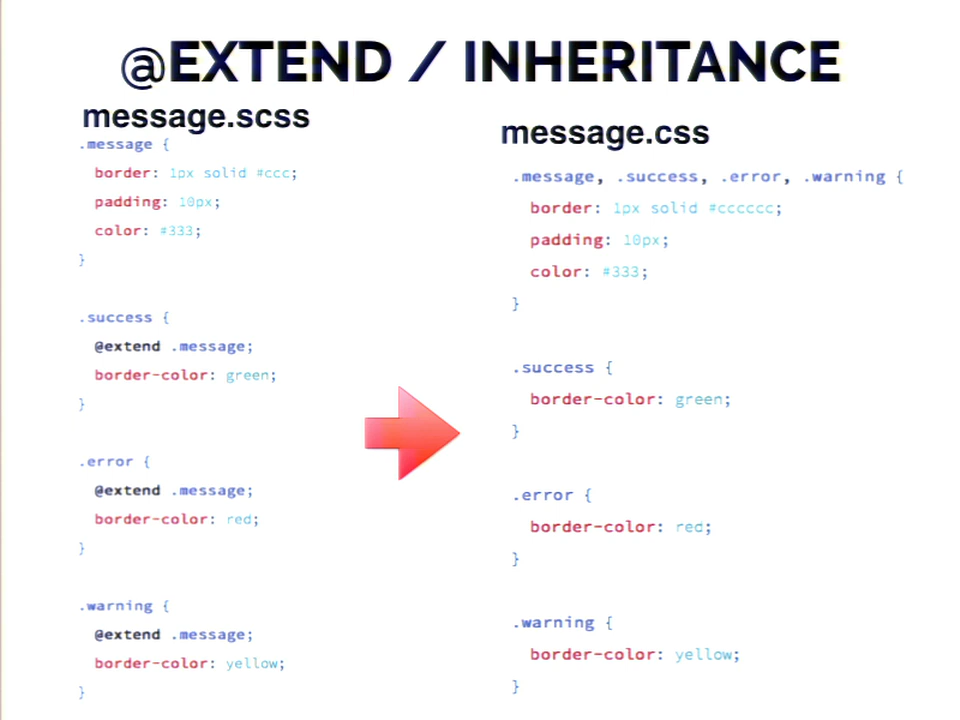 @EXTEND / INHERITANCE
message.scss
.message {
border: 1px solid #ccc;
padding: 10px;
color: #333;
}
.success {
@extend .message;
border-color: green;
}
.error {
@extend .message;
border-color: red;
}
.warning {
@extend .message;
border-color: yellow;
}
message.css
.message, .success, .error, .warning {
border: 1px solid #cccccc;
padding: 10px;
color: #333;
}
.success {
border-color: green;
}
.error {
border-color: red;
}
.warning {
border-color: yellow;
}